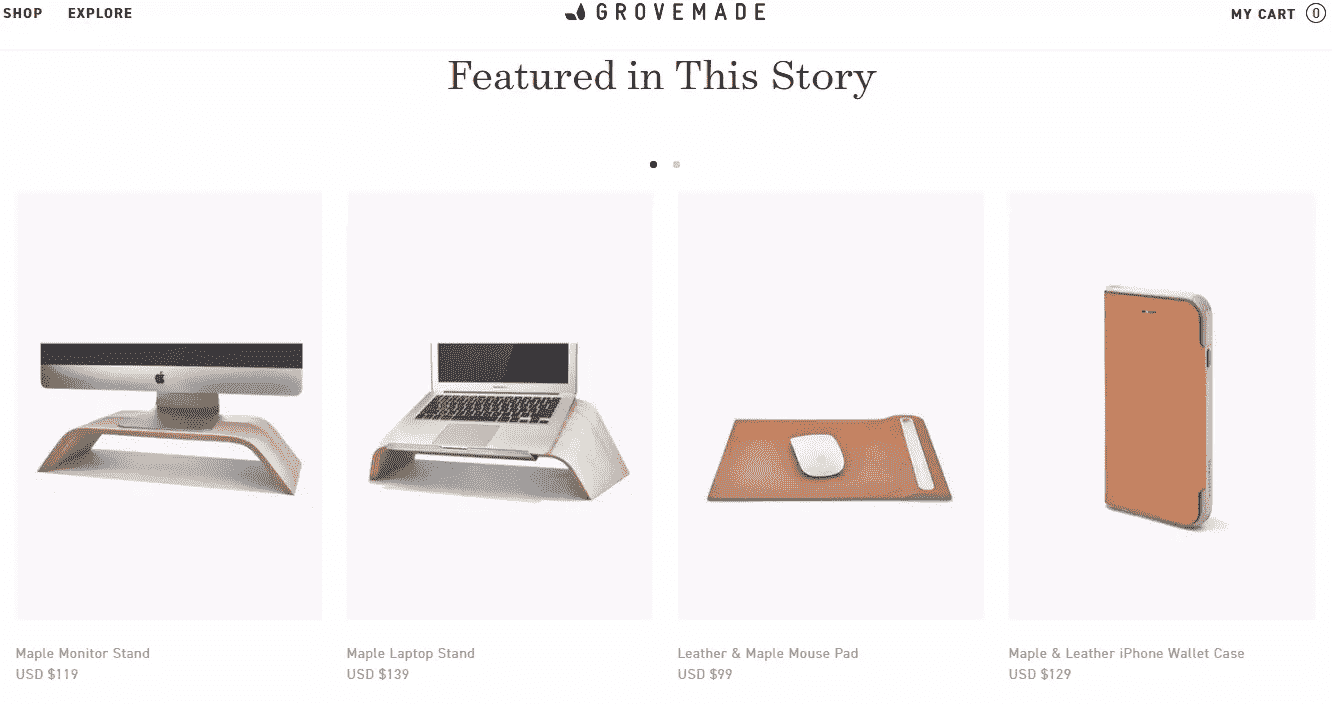 SHOP EXPLORE GROVEMADE MY CART 0
Featured in This Story
Maple Monitor Stand
USD $119
Maple Laptop Stand
USD $139
Leather & Maple Mouse Pad
USD $99
Maple & Leather iPhone Wallet Case
USD $129